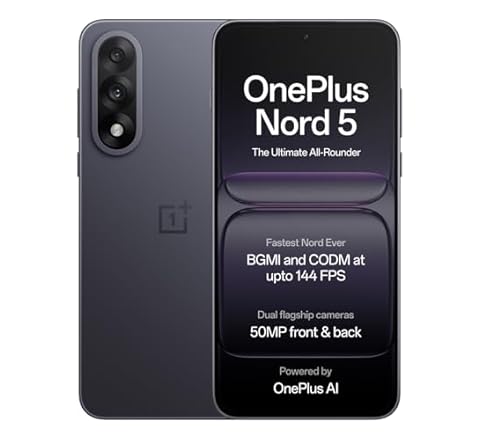 OnePlus
Nord 5
The Ultimate All-Rounder
Fastest Nord Ever
BGMI and CODM at
upto 144 FPS
Dual flagship cameras
50MP front & back
Powered by
OnePlus AI